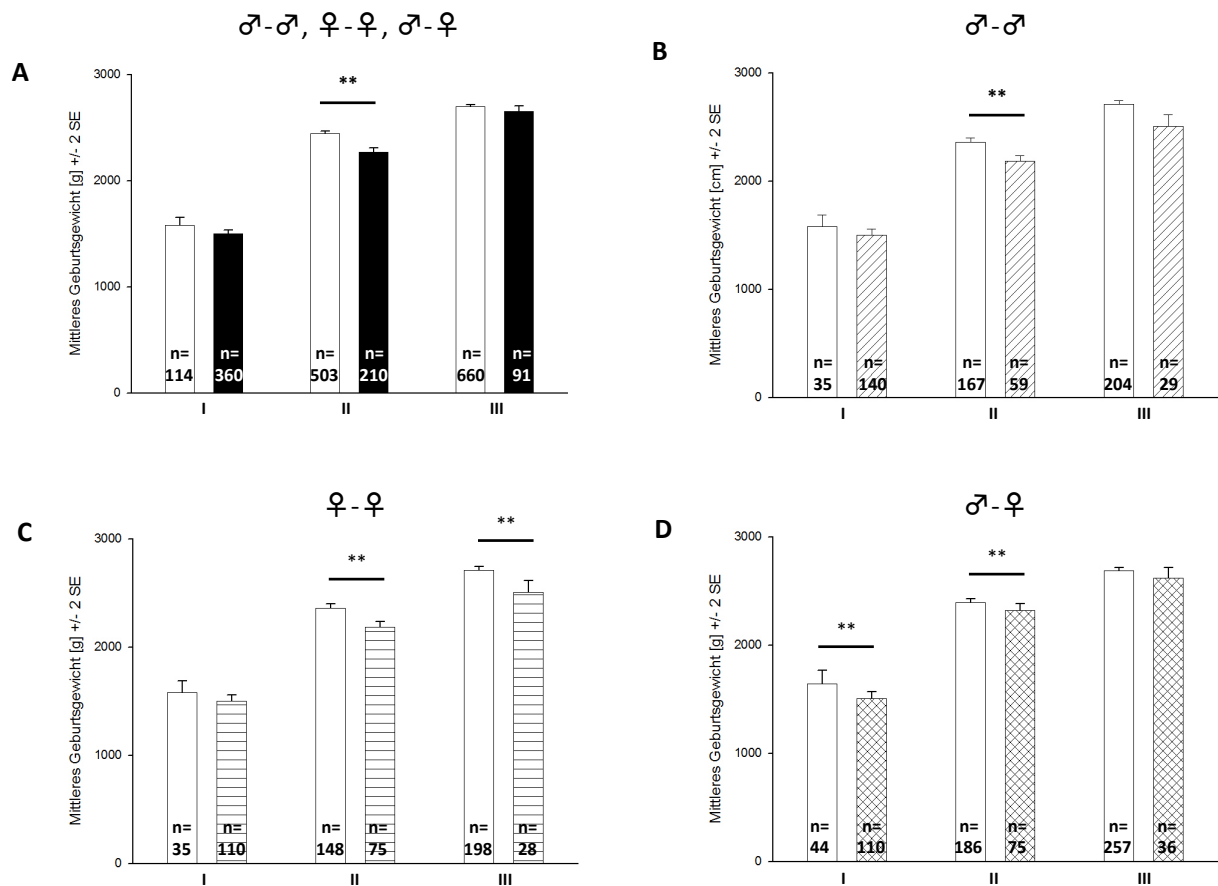 ♂-♂, ♀-♀, ♂-♀
A
Mittleres Geburtsgewicht [g] +/- 2 SE
3000
2000
1000
0
**
n= n= n= n= n= n=
114 360 503 210 660 91
I II III
♂-♂
B
Mittleres Geburtsgewicht [cm] +/- 2 SE
3000
2000
1000
0
**
n= n= n= n= n= n=
35 140 167 59 204 29
I II III
♀-♀
C
Mittleres Geburtsgewicht [g] +/- 2 SE
3000
2000
1000
0
**
**
n= n= n= n= n= n=
35 110 148 75 198 28
I II III
♂-♀
D
Mittleres Geburtsgewicht [g] +/- 2 SE
3000
2000
1000
0
**
**
n= n= n= n= n= n=
44 110 186 75 257 36
I II III